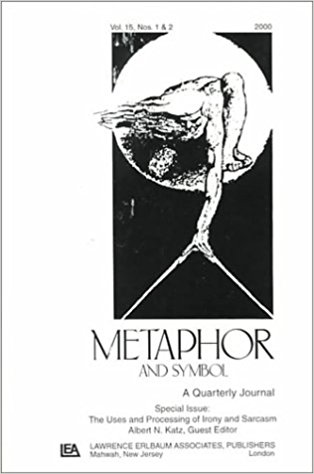 Vol. 15, Nos. 1 & 2 2000
METAPHOR
AND SYMBOL
A Quarterly Journal
Special Issue:
The Uses and Processing of Irony and Sarcasm
Albert N. Katz, Guest Editor
LEA
LAWRENCE ERLBAUM ASSOCIATES, PUBLISHERS
Mahwah, New Jersey London